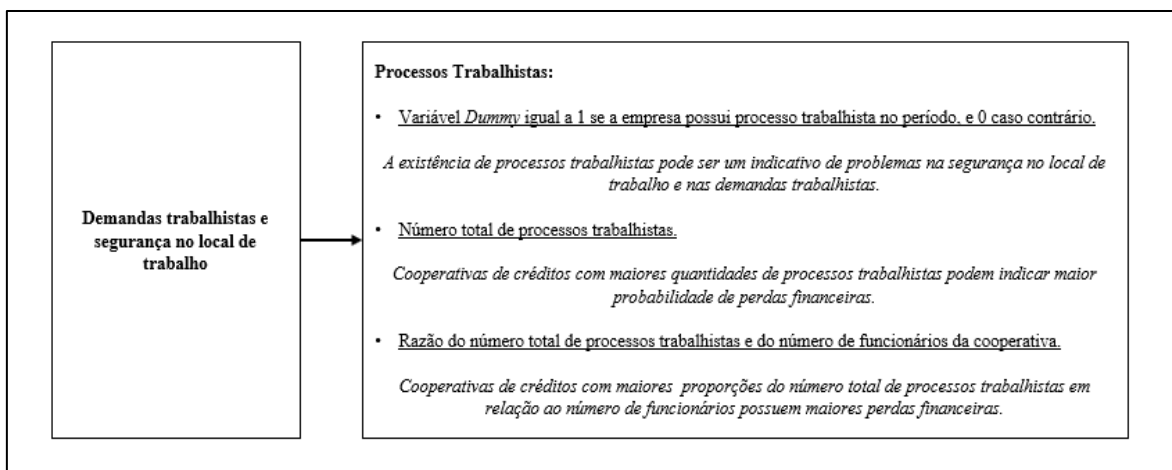 Demandas trabalhistas e
segurança no local de
trabalho
Processos Trabalhistas:
• Variável Dummy igual a 1 se a empresa possui processo trabalhista no período, e 0 caso contrário.
A existência de processos trabalhistas pode ser um indicativo de problemas na segurança no local de
trabalho e nas demandas trabalhistas.
• Número total de processos trabalhistas.
Cooperativas de créditos com maiores quantidades de processos trabalhistas podem indicar maior
probabilidade de perdas financeiras.
• Razão do número total de processos trabalhistas e do número de funcionários da cooperativa.
Cooperativas de créditos com maiores proporções do número total de processos trabalhistas em
relação ao número de funcionários possuem maiores perdas financeiras.